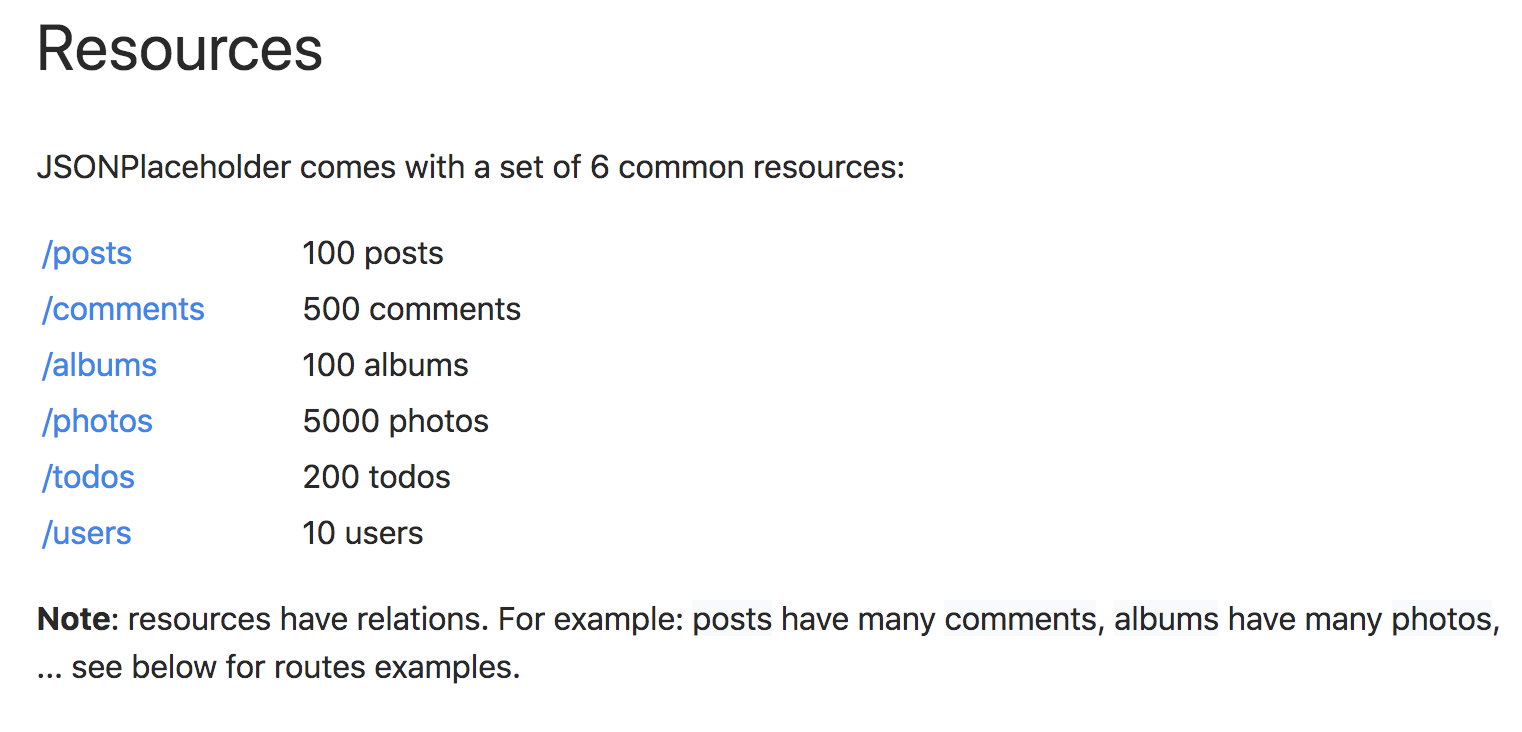 Resources
JSONPlaceholder comes with a set of 6 common resources:
/posts 100 posts
/comments 500 comments
/albums 100 albums
/photos 5000 photos
/todos 200 todos
/users 10 users
Note: resources have relations. For example: posts have many comments, albums have many photos,
... see below for routes examples.